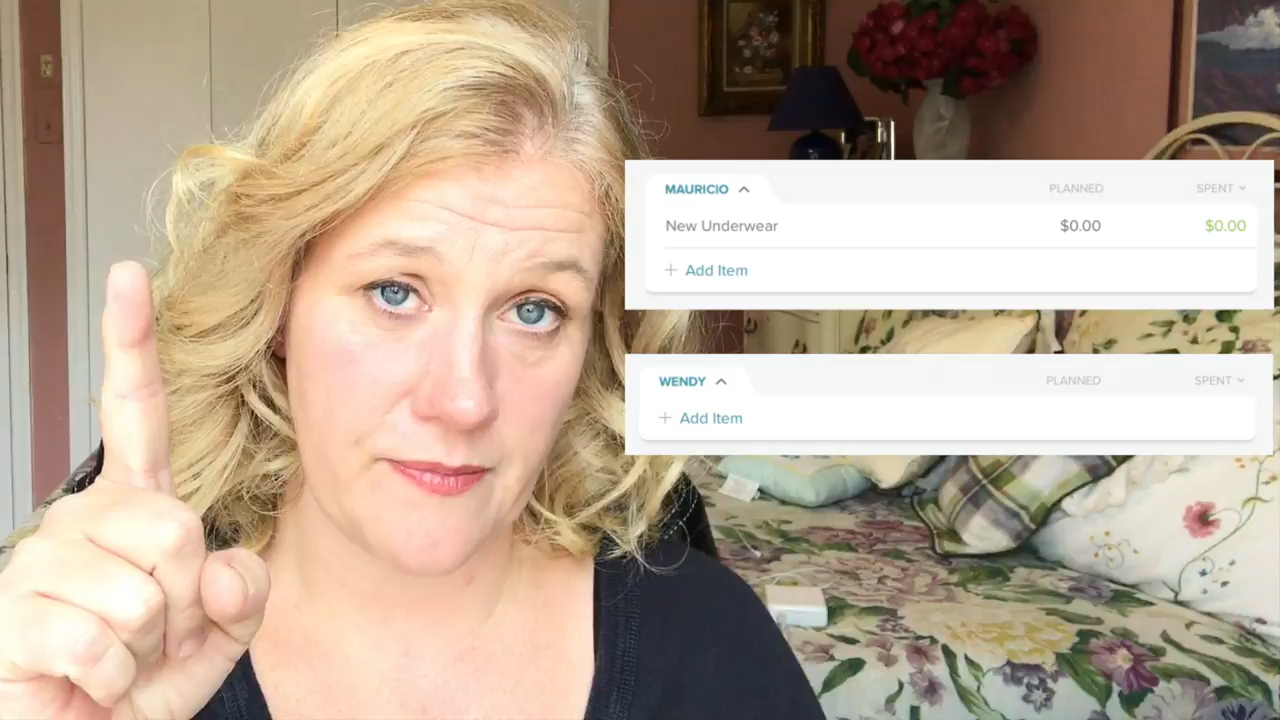 MAURICIO PLANNED SPENT
New Underwear $0.00 $0.00
+ Add Item
WENDY PLANNED SPENT
+ Add Item